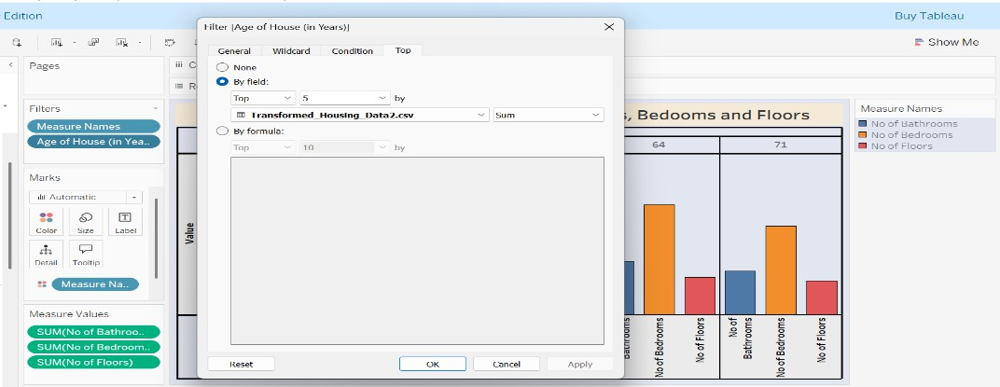 Edition
Buy Tableau
Filter [Age of House (in Years)]
Show Me
General Wildcard Condition Top
Pages
None
By field:
Top 5 by
Filters
Measure Names
Age of House (in Yea..
Transformed_Housing_Data2.csv Sum
By formula:
Top 10 by
, Bedooms and Floors
64 71
Measure Names
No of Bathrooms
No of Bedrooms
No of Floors
Marks
Automatic
Color Size Label
Detail Tooltip
Measure Na..
Value
Measure Values
SUM(No of Bathroo..
SUM(No of Bedroom..
SUM(No of Floors)
No of Bedrooms
No of Floors
No of
Bathrooms
No of Bedrooms
No of Floors
Reset OK Cancel Apply